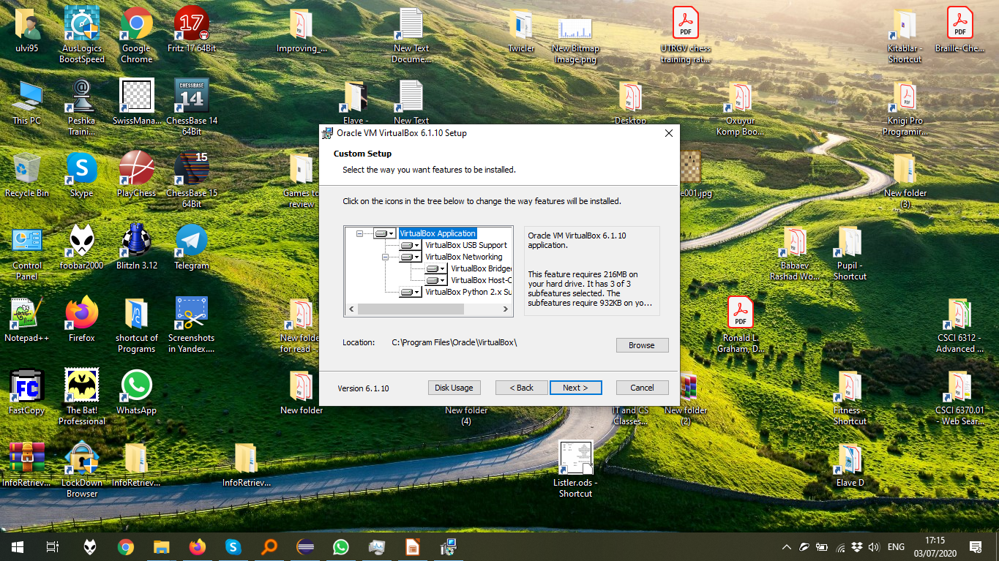 ulvi95
AusLogics
BoostSpeed
Google
Chrome
17
Fritz 17 64Bit
Improving_...
New Text
Docume...
Twicler
New Bitmap
Image.png
PDF
UTRGV chess
training rat...
Kitablar -
Shortcut
PDF
Braille-Che...
This PC
Peshka
Traini...
SwissMana...
CHESSBASE
14
ChessBase 14
64Bit
Elave -
New Text
Desktop
Oxuyur
Komp Boo...
Knigi Pro
Programir...
Oracle VM VirtualBox 6.1.10 Setup
Custom Setup
Select the way you want features to be installed.
Click on the icons in the tree below to change the way features will be installed.
VirtualBox Application
VirtualBox USB Support
VirtualBox Networking
VirtualBox Bridge
VirtualBox Host-C
VirtualBox Python 2.x Su
Oracle VM VirtualBox 6.1.10
application.
This feature requires 216MB on
your hard drive. It has 3 of 3
subfeatures selected. The
subfeatures require 932KB on yo...
Location: C:\Program Files\Oracle\VirtualBox\
Browse
Version 6.1.10
Disk Usage
< Back
Next >
Cancel
Recycle Bin
Skype
PlayChess
15
ChessBase 15
64Bit
Games to
review
e001.jpg
New folder
(3)
Control
Panel
foobar2000
BlitzIn 3.12
Telegram
Babaev
Rashad Wo...
Pupil -
Shortcut
Notepad++
Firefox
shortcut of
Programs
Screenshots
in Yandex....
New folde
for read -
PDF
Ronald L.
Graham, D...
CSCI 6312 -
Advanced ...
FC
FastCopy
The Bat!
Professional
WhatsApp
New folder
New folder
(4)
IT and CS
Classes...
New folder
(2)
Fitness -
Shortcut
CSCI 6370.01
- Web Sear...
InfoRetriev...
LockDown
Browser
InfoRetriev...
InfoRetriev...
Listler.ods -
Shortcut
Elave D
ENG
17:15
03/07/2020